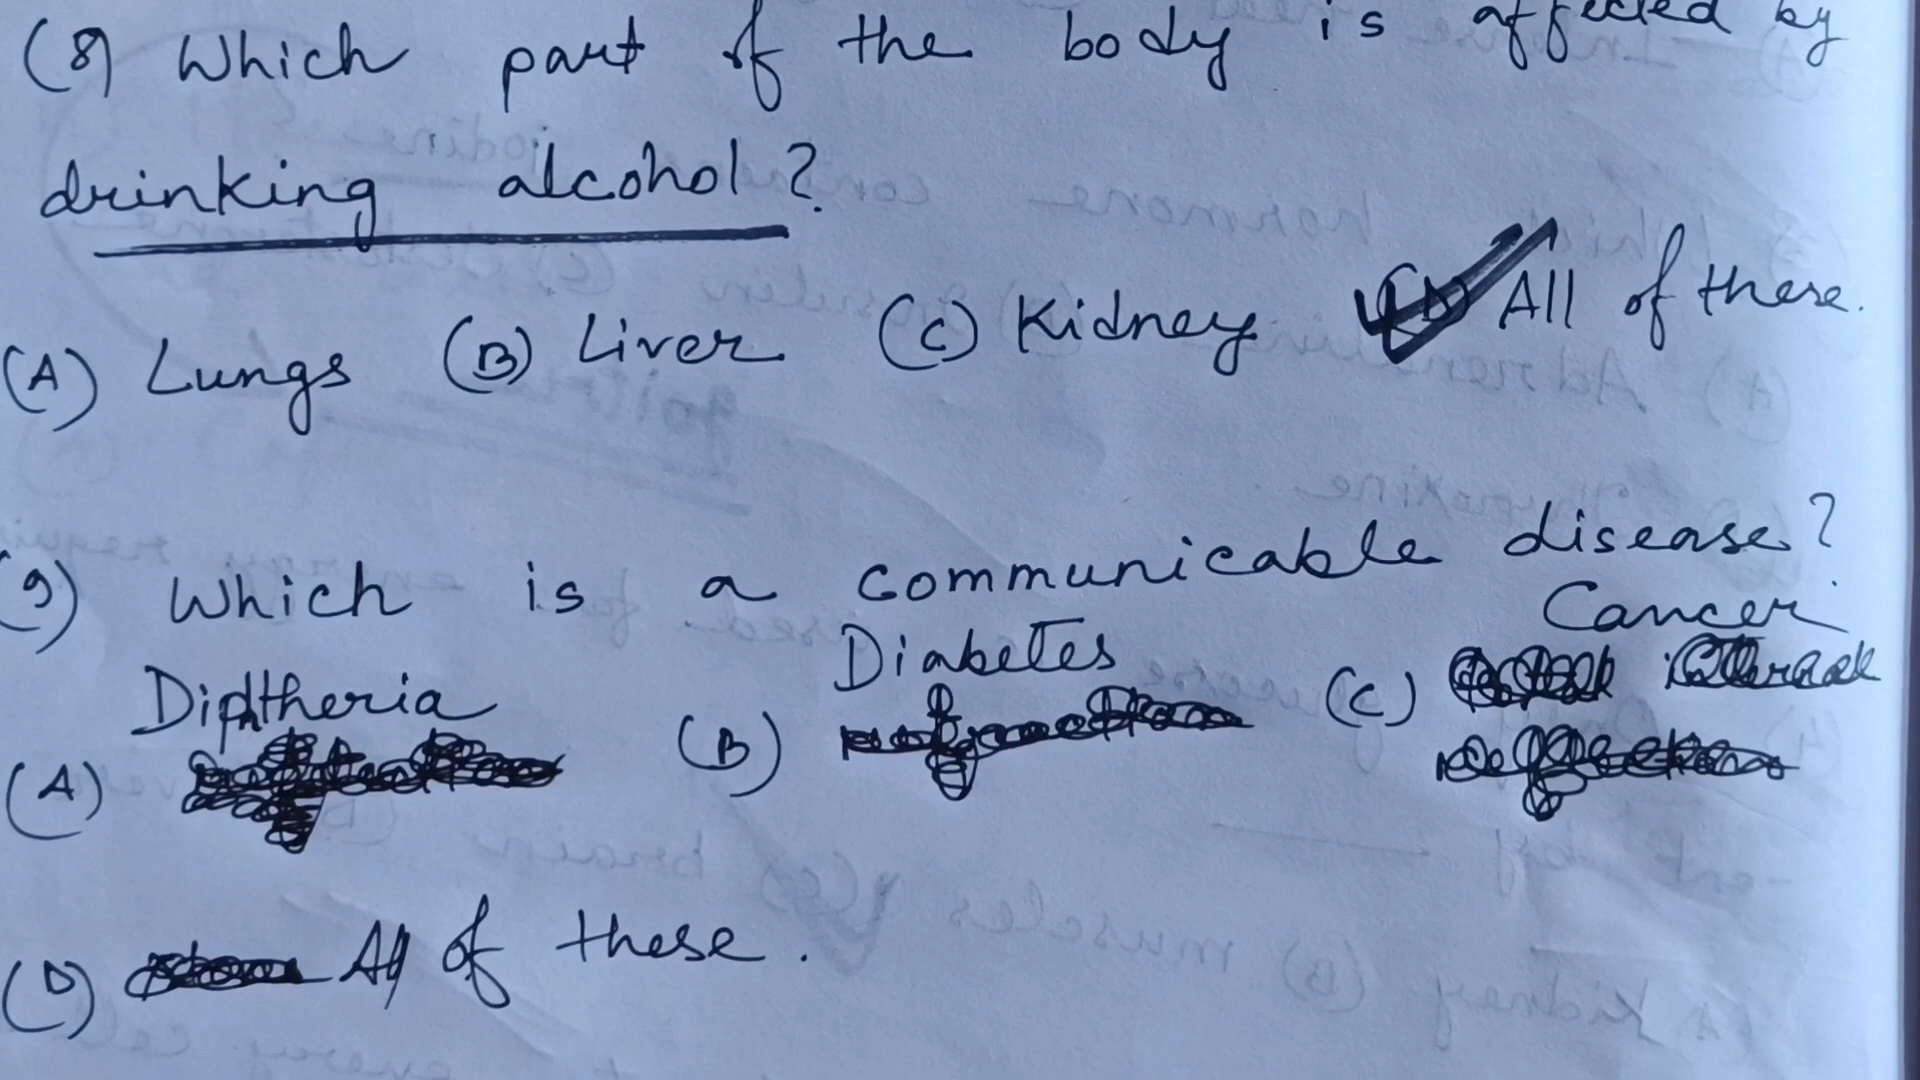 (8) Which part of the body is affected by
drinking alcohol?
(A) Lungs (B) Liver (C) Kidney (D) All of these.
(9) Which is a communicable disease?
(A) Diphtheria (B) Diabetes (C) Cancer
(D) All of these.